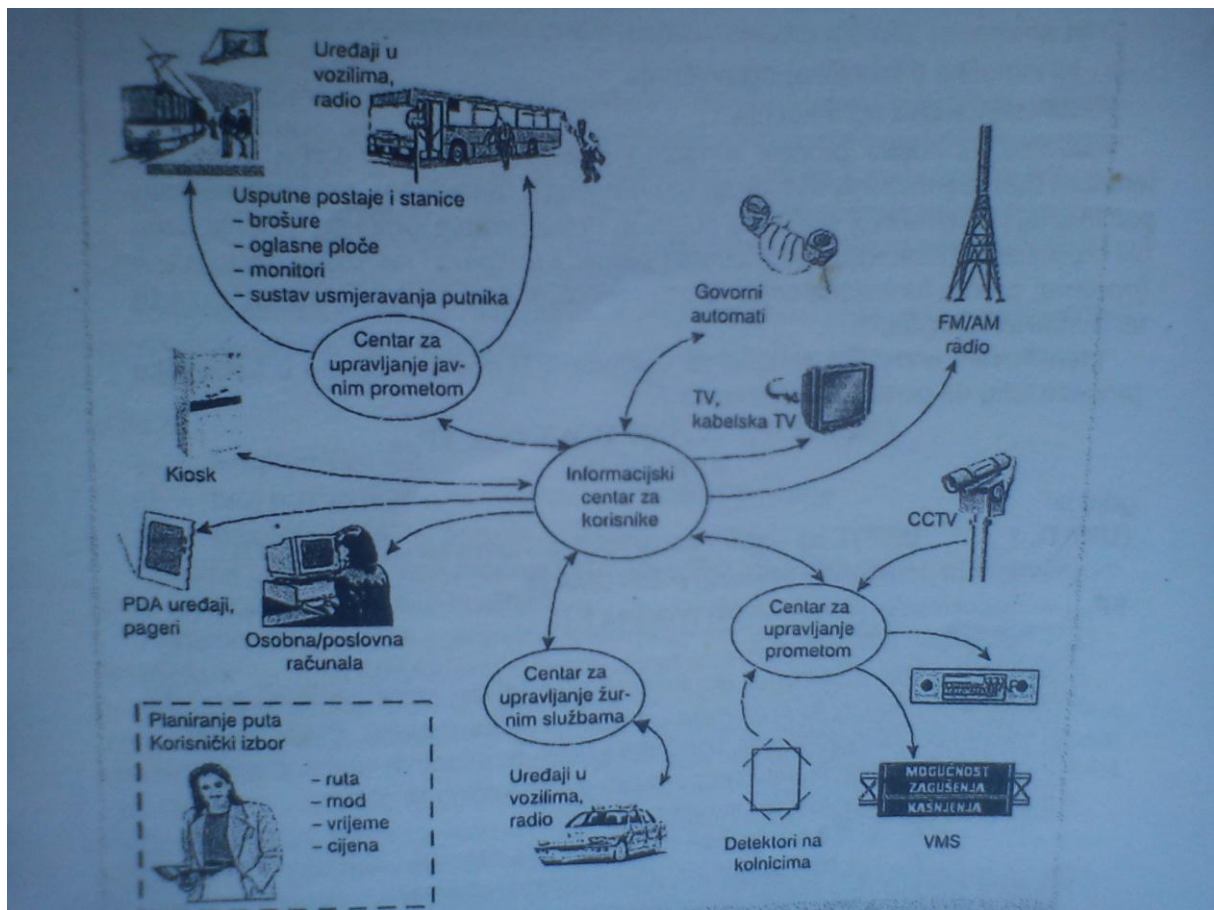 Uređaji u
vozilima,
radio
Usputne postaje i stanice
– brošure
– oglasne ploče
– monitori
– sustav usmjeravanja putnika
Centar za
upravljanje jav-
nim prometom
Govorni
automati
FM/AM
radio
TV,
kabelska TV
Kiosk
Informacijski
centar za
korisnike
CCTV
PDA uređaji,
pageri
Osobna/poslovna
računala
Centar za
upravljanje
prometom
Centar za
upravljanje žur-
nim službama
Planiranje puta
Korisnički izbor
– ruta
– mod
– vrijeme
– cijena
Uređaji u
vozilima,
radio
Detektori na
kolnicima
MOGUĆNOST
ZAGUŠENJA
KAŠNJENJA
VMS